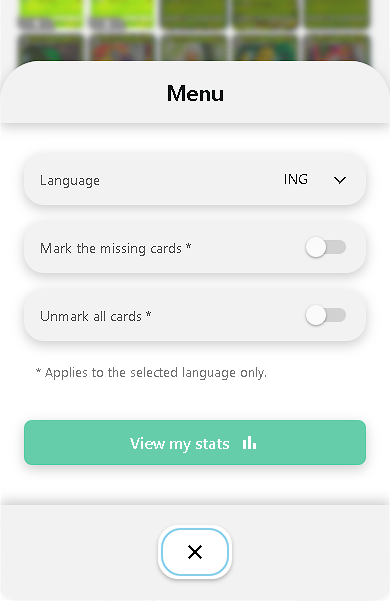 Menu
Language ING
Mark the missing cards *
Unmark all cards *
* Applies to the selected language only.
View my stats